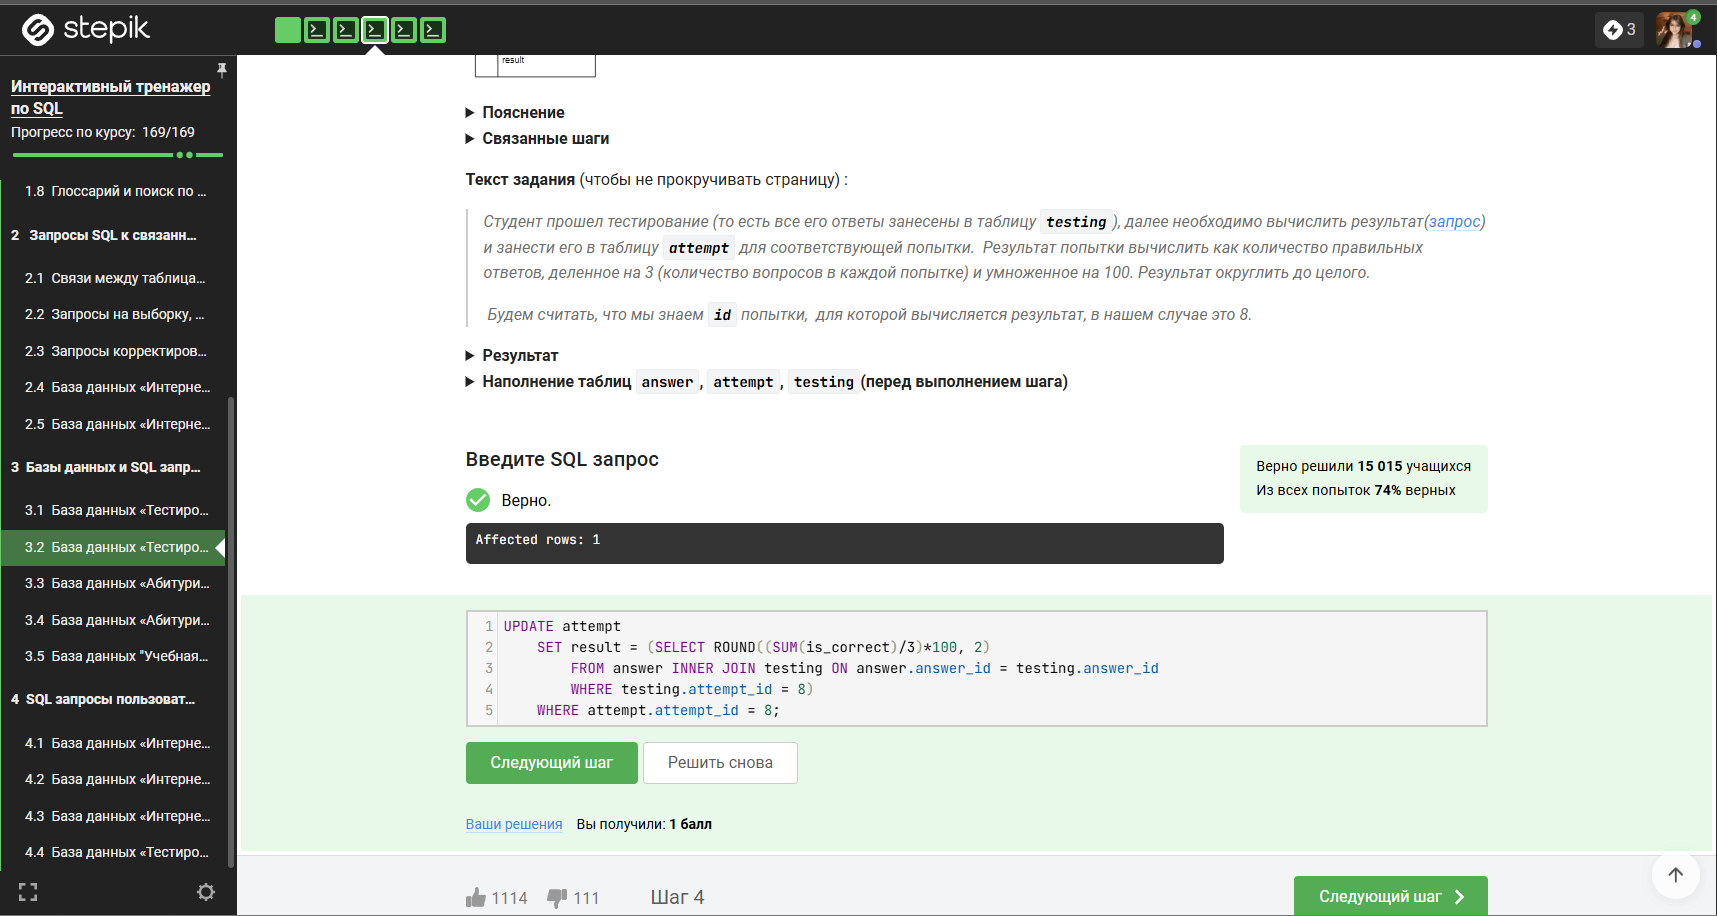 stepik
3
4
Интерактивный тренажер
по SQL
Прогресс по курсу: 169/169
1.8 Глоссарий и поиск по ...
2 Запросы SQL к связанн...
2.1 Связи между таблица...
2.2 Запросы на выборку, ...
2.3 Запросы корректиров...
2.4 База данных «Интерне...
2.5 База данных «Интерне...
3 Базы данных и SQL запр...
3.1 База данных «Тестиро...
3.2 База данных «Тестиро...
3.3 База данных «Абитури...
3.4 База данных «Абитури...
3.5 База данных "Учебная...
4 SQL запросы пользоват...
4.1 База данных «Интерне...
4.2 База данных «Интерне...
4.3 База данных «Интерне...
4.4 База данных «Тестиро...
result
Пояснение
Связанные шаги
Текст задания (чтобы не прокручивать страницу) :
Студент прошел тестирование (то есть все его ответы занесены в таблицу testing), далее необходимо вычислить результат(запрос)
и занести его в таблицу attempt для соответствующей попытки. Результат попытки вычислить как количество правильных
ответов, деленное на 3 (количество вопросов в каждой попытке) и умноженное на 100. Результат округлить до целого.
Будем считать, что мы знаем id попытки, для которой вычисляется результат, в нашем случае это 8.
Результат
Наполнение таблиц answer, attempt, testing (перед выполнением шага)
Введите SQL запрос
Верно решили 15 015 учащихся
Из всех попыток 74% верных
Верно.
Affected rows: 1
1 UPDATE attempt
2 SET result = (SELECT ROUND((SUM(is_correct)/3)*100, 2)
3 FROM answer INNER JOIN testing ON answer.answer_id = testing.answer_id
4 WHERE testing.attempt_id = 8)
5 WHERE attempt.attempt_id = 8;
Следующий шаг
Решить снова
Ваши решения Вы получили: 1 балл
1114 111 Шаг 4
Следующий шаг